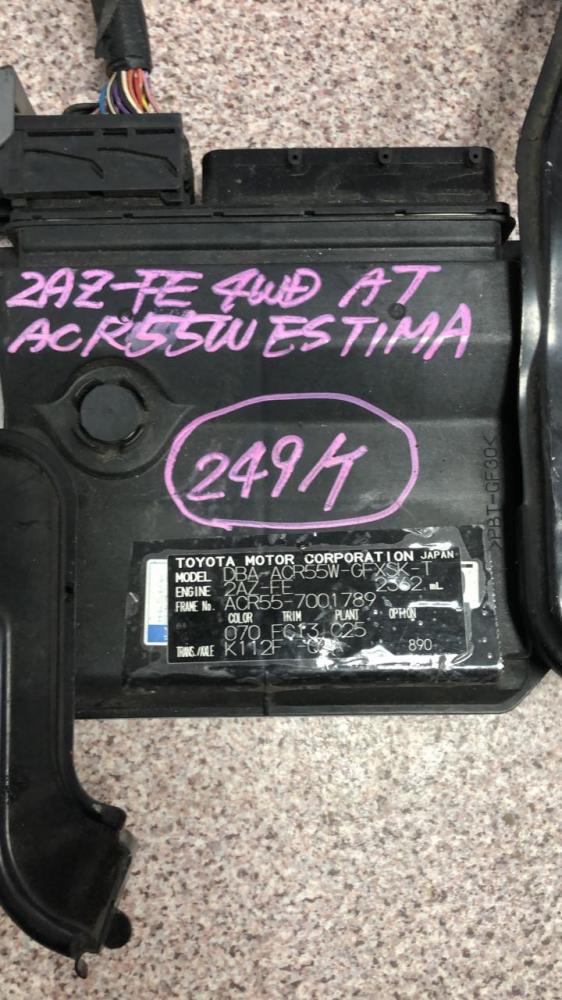 2AZ-FE 4WD AT
ACR55W ESTIMA
249K
>PBT-GF30<
TOYOTA MOTOR CORPORATION JAPAN
MODEL DBA-ACR55W-GFXSK-T
ENGINE 2AZ-FE 2362 mL
FRAME No. ACR55-7001789
COLOR TRIM PLANT OPTION
070 FC13 C25
TRANS./AXLE K112F 890